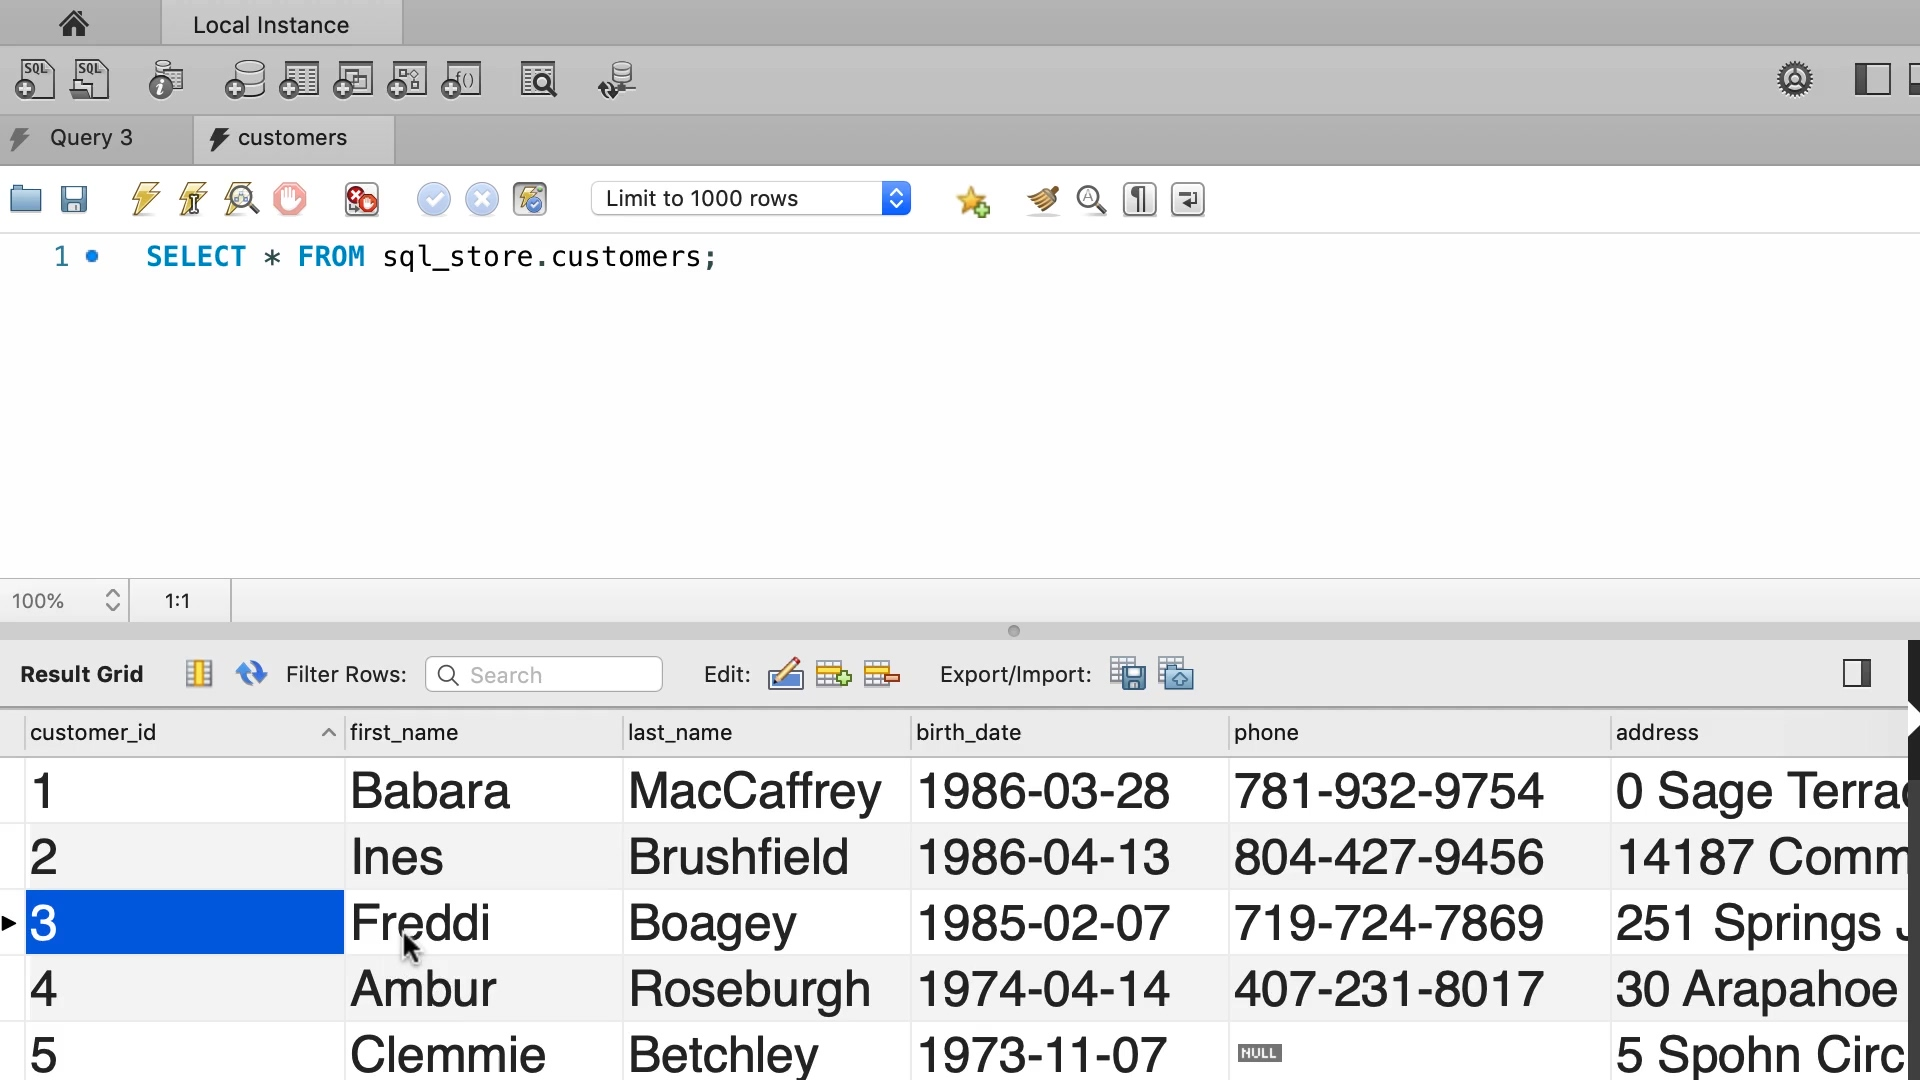 Local Instance
SQL SQL i f()
Query 3 customers
Limit to 1000 rows
1 SELECT * FROM sql_store.customers;
100% 1:1
Result Grid Filter Rows: Search Edit: Export/Import:
customer_id first_name last_name birth_date phone address
1 Babara MacCaffrey 1986-03-28 781-932-9754 0 Sage Terrac
2 Ines Brushfield 1986-04-13 804-427-9456 14187 Comm
3 Freddi Boagey 1985-02-07 719-724-7869 251 Springs J
4 Ambur Roseburgh 1974-04-14 407-231-8017 30 Arapahoe
5 Clemmie Betchley 1973-11-07 NULL 5 Spohn Circ